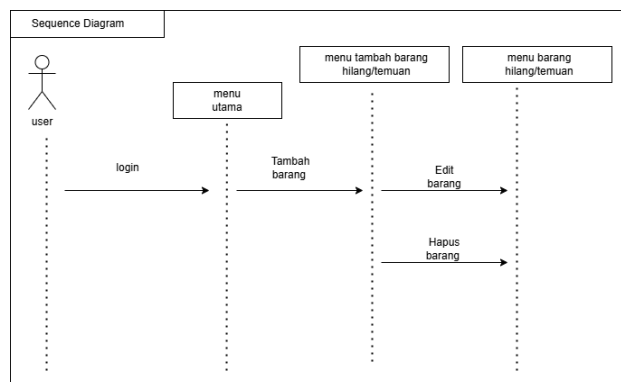 Sequence Diagram
user
menu
utama
menu tambah barang
hilang/temuan
menu barang
hilang/temuan
login
Tambah
barang
Edit
barang
Hapus
barang